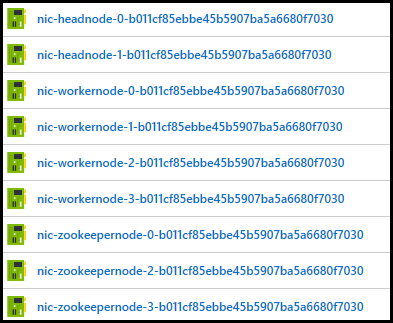 nic-headnode-0-b011cf85ebbe45b5907ba5a6680f7030
nic-headnode-1-b011cf85ebbe45b5907ba5a6680f7030
nic-workernode-0-b011cf85ebbe45b5907ba5a6680f7030
nic-workernode-1-b011cf85ebbe45b5907ba5a6680f7030
nic-workernode-2-b011cf85ebbe45b5907ba5a6680f7030
nic-workernode-3-b011cf85ebbe45b5907ba5a6680f7030
nic-zookeepernode-0-b011cf85ebbe45b5907ba5a6680f7030
nic-zookeepernode-2-b011cf85ebbe45b5907ba5a6680f7030
nic-zookeepernode-3-b011cf85ebbe45b5907ba5a6680f7030